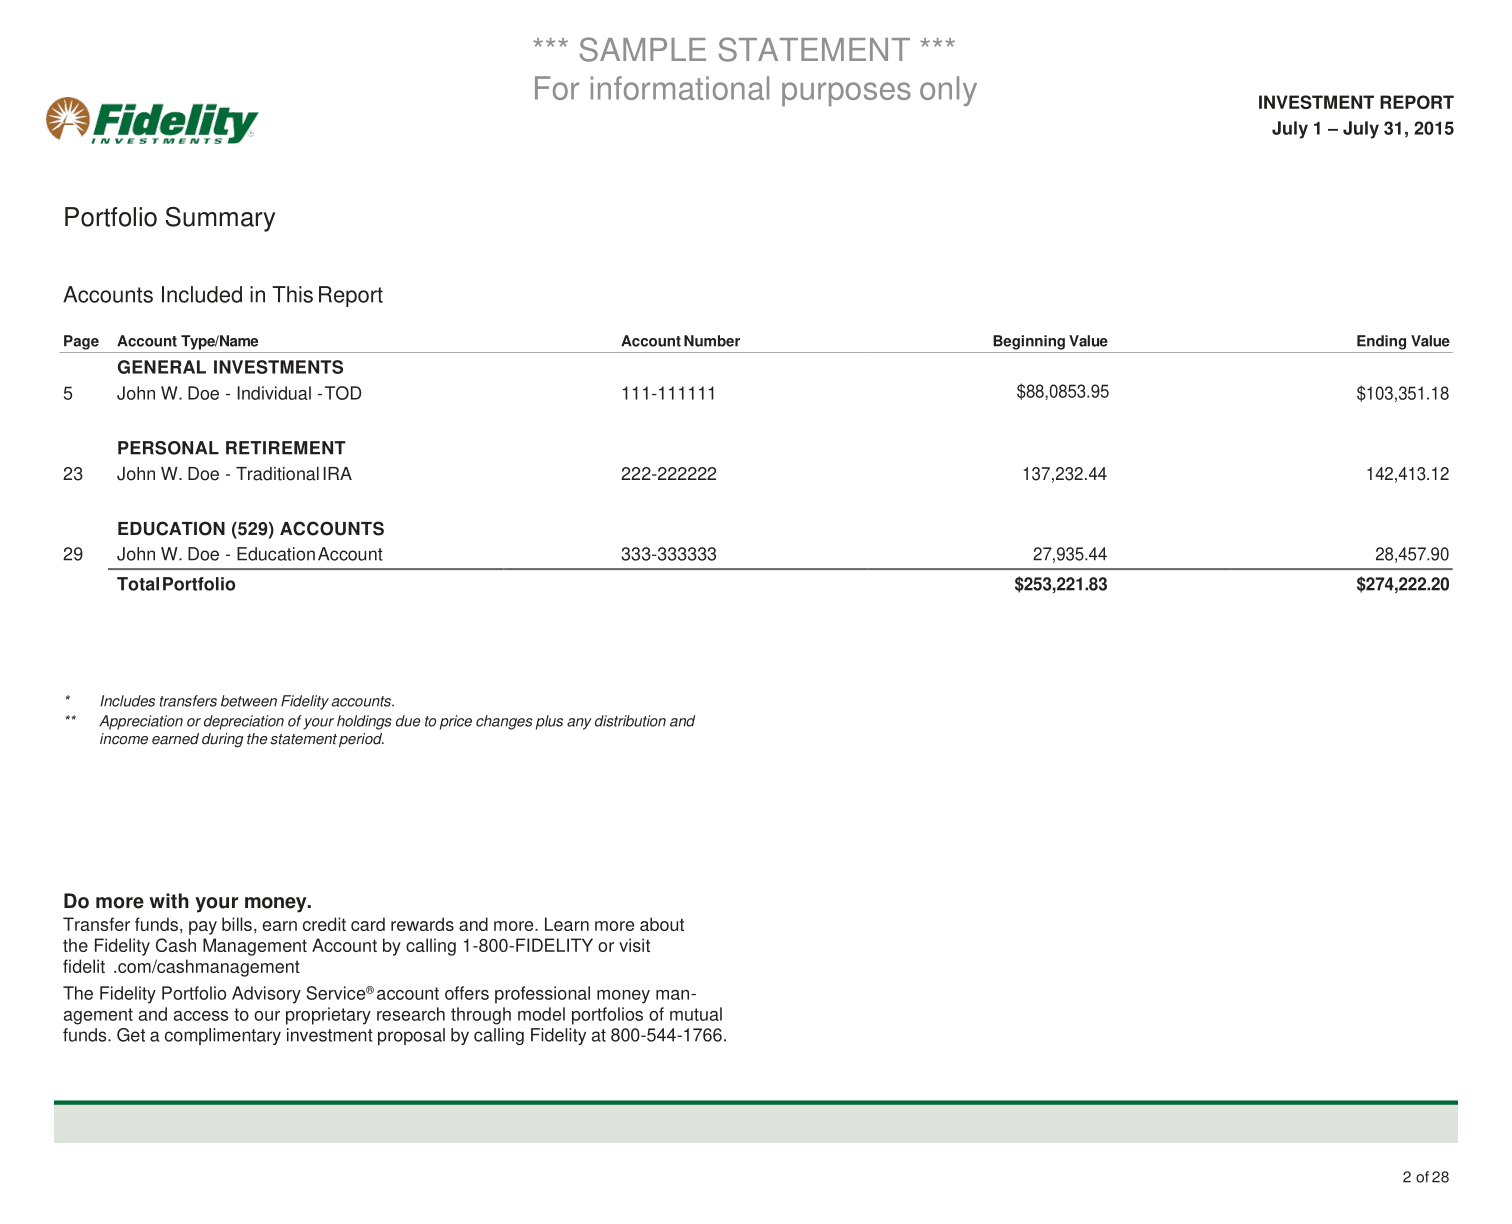 *** SAMPLE STATEMENT ***
For informational purposes only
Fidelity
INVESTMENTS®
INVESTMENT REPORT
July 1 – July 31, 2015
Portfolio Summary
Accounts Included in This Report
Page Account Type/Name Account Number Beginning Value Ending Value
GENERAL INVESTMENTS
5 John W. Doe - Individual - TOD 111-111111 $88,0853.95 $103,351.18
PERSONAL RETIREMENT
23 John W. Doe - Traditional IRA 222-222222 137,232.44 142,413.12
EDUCATION (529) ACCOUNTS
29 John W. Doe - Education Account 333-333333 27,935.44 28,457.90
Total Portfolio $253,221.83 $274,222.20
* Includes transfers between Fidelity accounts.
** Appreciation or depreciation of your holdings due to price changes plus any distribution and
income earned during the statement period.
Do more with your money.
Transfer funds, pay bills, earn credit card rewards and more. Learn more about
the Fidelity Cash Management Account by calling 1-800-FIDELITY or visit
fidelit .com/cashmanagement
The Fidelity Portfolio Advisory Service® account offers professional money man-
agement and access to our proprietary research through model portfolios of mutual
funds. Get a complimentary investment proposal by calling Fidelity at 800-544-1766.
2 of 28